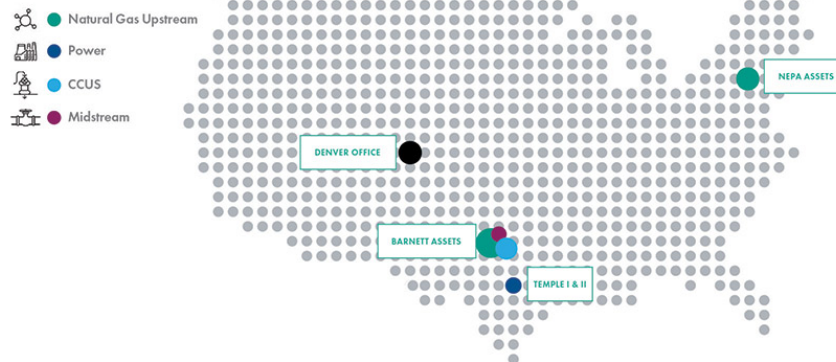 Natural Gas Upstream
Power
CCUS
Midstream
NEPA ASSETS
DENVER OFFICE
BARNETT ASSETS
TEMPLE I & II